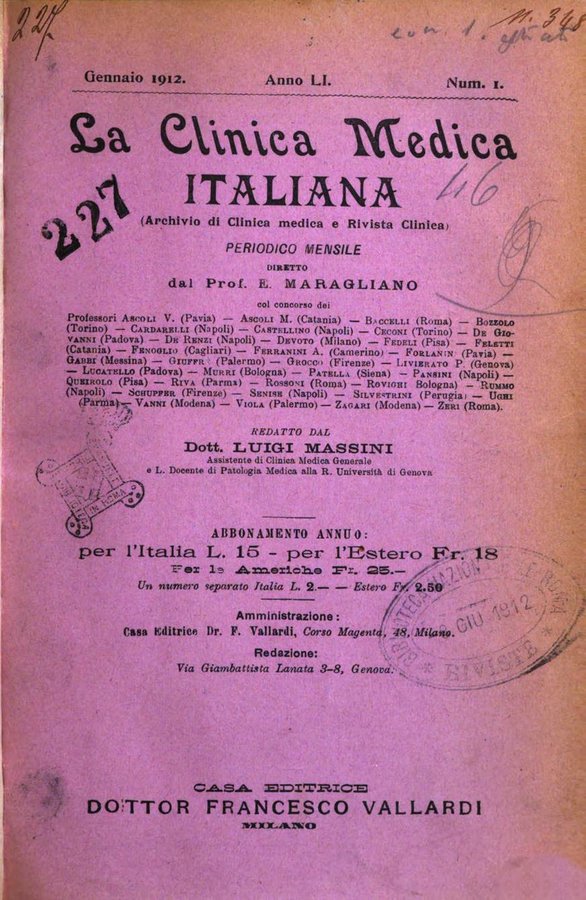 227.
Gennaio 1912. Anno LI. Num. 1.
La Clinica Medica
ITALIANA
227
46
(Archivio di Clinica medica e Rivista Clinica)
PERIODICO MENSILE
DIRETTO
dal Prof. E. MARAGLIANO
col concorso dei
Professori ASCOLI V. (Pavia) — ASCOLI M. (Catania) — BACCELLI (Roma) — BOZZOLO
(Torino) — CARDARELLI (Napoli) — CASTELLINO (Napoli) — CECONI (Torino) — DE GIO-
VANNI (Padova) — DE RENZI (Napoli) — DEVOTO (Milano) — FEDELI (Pisa) — FELETTI
(Catania) — FENOGLIO (Cagliari) — FERRANINI A. (Camerino) — FORLANIN (Pavia) —
GABBI (Messina) — GIUFFRÈ (Palermo) — GROCCO (Firenze) — LIVIERATO P. (Genova)
— LUCATELLO (Padova) — MURRI (Bologna) — PATELLA (Siena) — PANSINI (Napoli) —
QUEIROLO (Pisa) — RIVA (Parma) — ROSSONI (Roma) — ROVIGHI Bologna) — RUMMO
(Napoli) — SCHUPFER (Firenze) — SENISE (Napoli) — SILVESTRINI (Perugia) — UGHI
(Parma) — VANNI (Modena) — VIOLA (Palermo) — ZAGARI (Modena) — ZERI (Roma).
REDATTO DAL
Dott. LUIGI MASSINI
Assistente di Clinica Medica Generale
e L. Docente di Patologia Medica alla R. Università di Genova
ABBONAMENTO ANNUO:
per l'Italia L. 15 - per l'Estero Fr. 18
Per le Americhe Fr. 25.—
Un numero separato Italia L. 2.— — Estero Fr. 2.50
Amministrazione:
Casa Editrice Dr. F. Vallardi, Corso Magenta, 48, Milano.
Redazione:
Via Giambattista Lanata 3-8, Genova.
GIU 1912
RIVISTE
CASA EDITRICE
DOTTOR FRANCESCO VALLARDI
MILANO